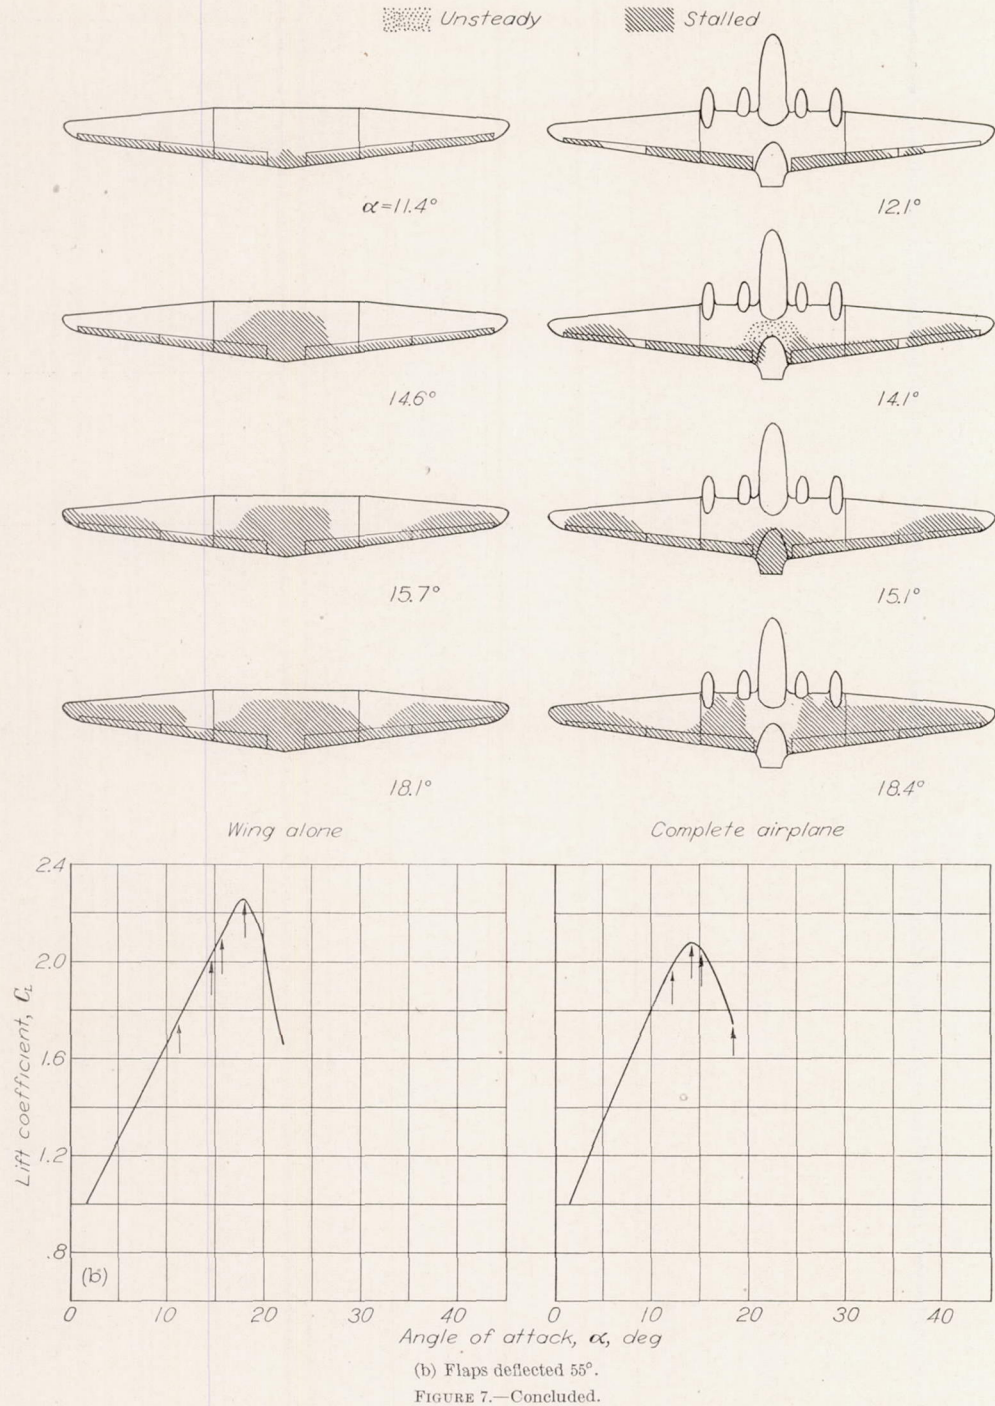 Unsteady Stalled
α=11.4° 12.1°
14.6° 14.1°
15.7° 15.1°
18.1° 18.4°
Wing alone Complete airplane
2.4
2.0
1.6
1.2
.8
Lift coefficient, C_L
(b)
0 10 20 30 40 0 10 20 30 40
Angle of attack, α, deg
(b) Flaps deflected 55°.
FIGURE 7.—Concluded.